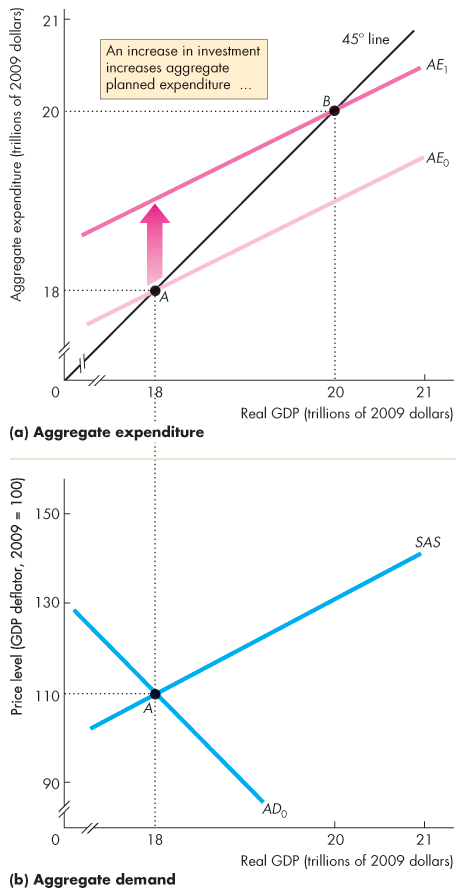 Aggregate expenditure (trillions of 2009 dollars)
21
20
18
0
An increase in investment
increases aggregate
planned expenditure ...
45° line
AE1
B
AE0
A
18
20
21
Real GDP (trillions of 2009 dollars)
(a) Aggregate expenditure
Price level (GDP deflator, 2009 = 100)
150
130
110
90
0
SAS
A
AD0
18
20
21
Real GDP (trillions of 2009 dollars)
(b) Aggregate demand